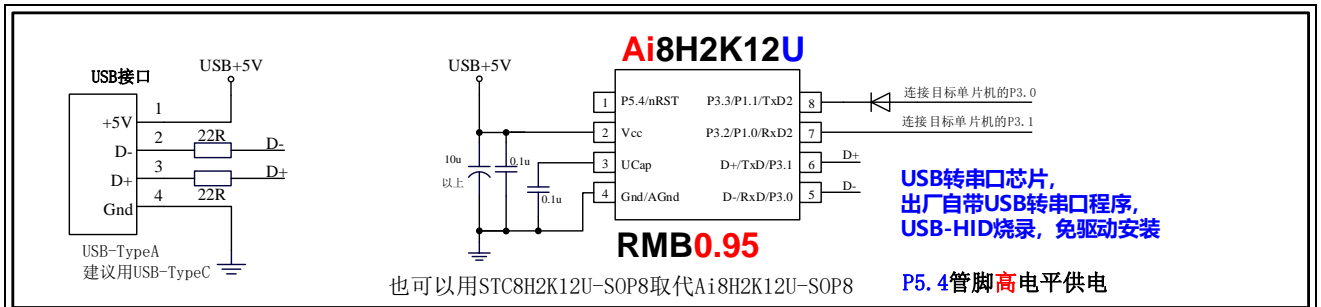 USB接口
USB+5V
+5V
1
D-
2
22R
D-
D+
3
22R
D+
Gnd
4
USB-TypeA
建议用USB-TypeC
USB+5V
10u
以上
0.1u
0.1u
Ai8H2K12U
1 P5.4/nRST P3.3/P1.1/TxD2 8
2 Vcc P3.2/P1.0/RxD2 7
3 UCap D+/TxD/P3.1 6
4 Gnd/AGnd D-/RxD/P3.0 5
连接目标单片机的P3.0
连接目标单片机的P3.1
D+
D-
RMB0.95
也可以用STC8H2K12U-SOP8取代Ai8H2K12U-SOP8
USB转串口芯片，
出厂自带USB转串口程序，
USB-HID烧录，免驱动安装
P5.4管脚高电平供电